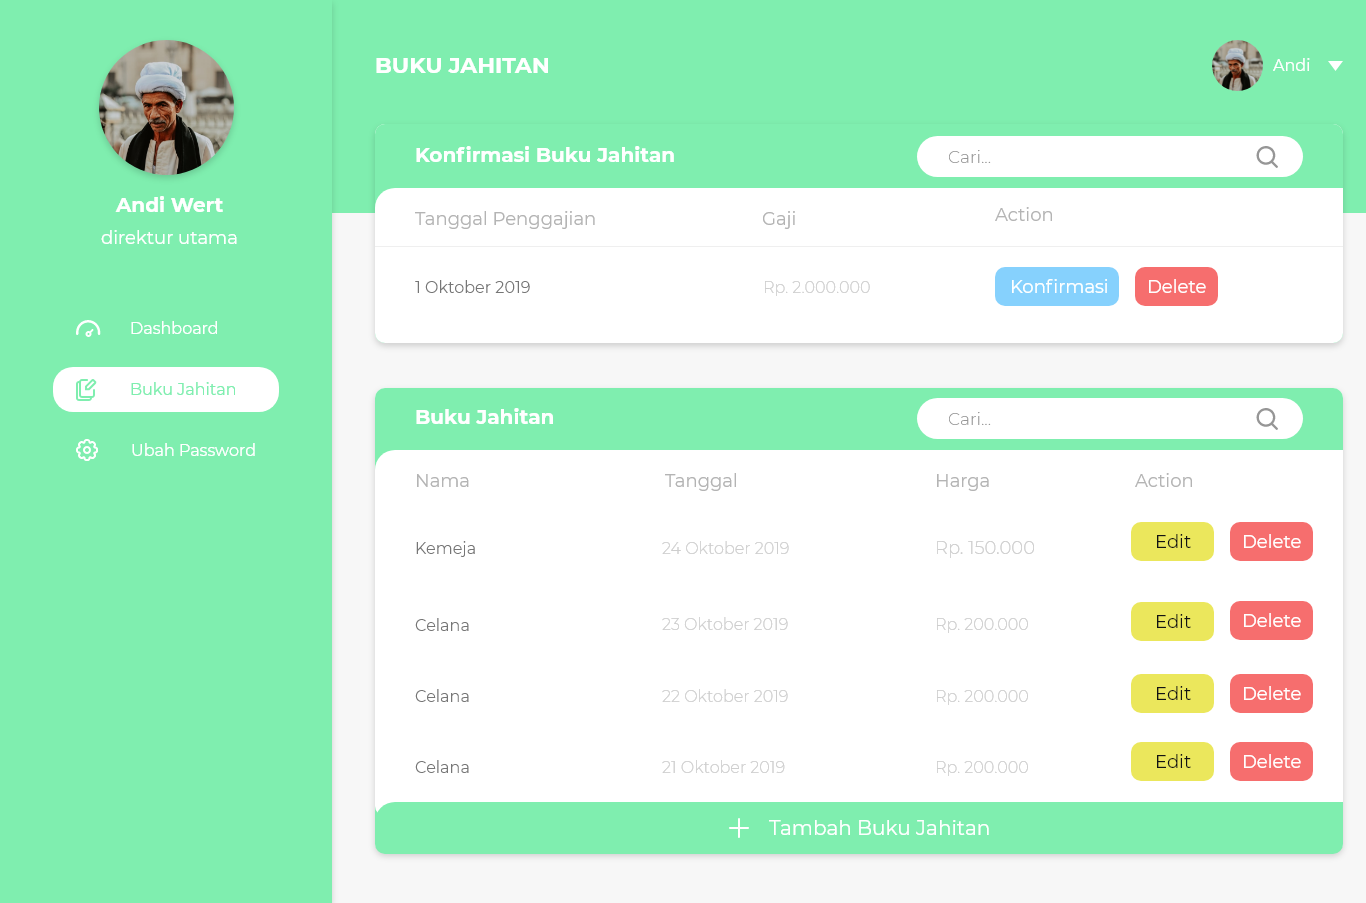 Andi Wert
direktur utama
Dashboard
Buku Jahitan
Ubah Password
BUKU JAHITAN
Andi
Konfirmasi Buku Jahitan
Cari...
Tanggal Penggajian Gaji Action
1 Oktober 2019 Rp. 2.000.000 Konfirmasi Delete
Buku Jahitan
Cari...
Nama Tanggal Harga Action
Kemeja 24 Oktober 2019 Rp. 150.000 Edit Delete
Celana 23 Oktober 2019 Rp. 200.000 Edit Delete
Celana 22 Oktober 2019 Rp. 200.000 Edit Delete
Celana 21 Oktober 2019 Rp. 200.000 Edit Delete
Tambah Buku Jahitan